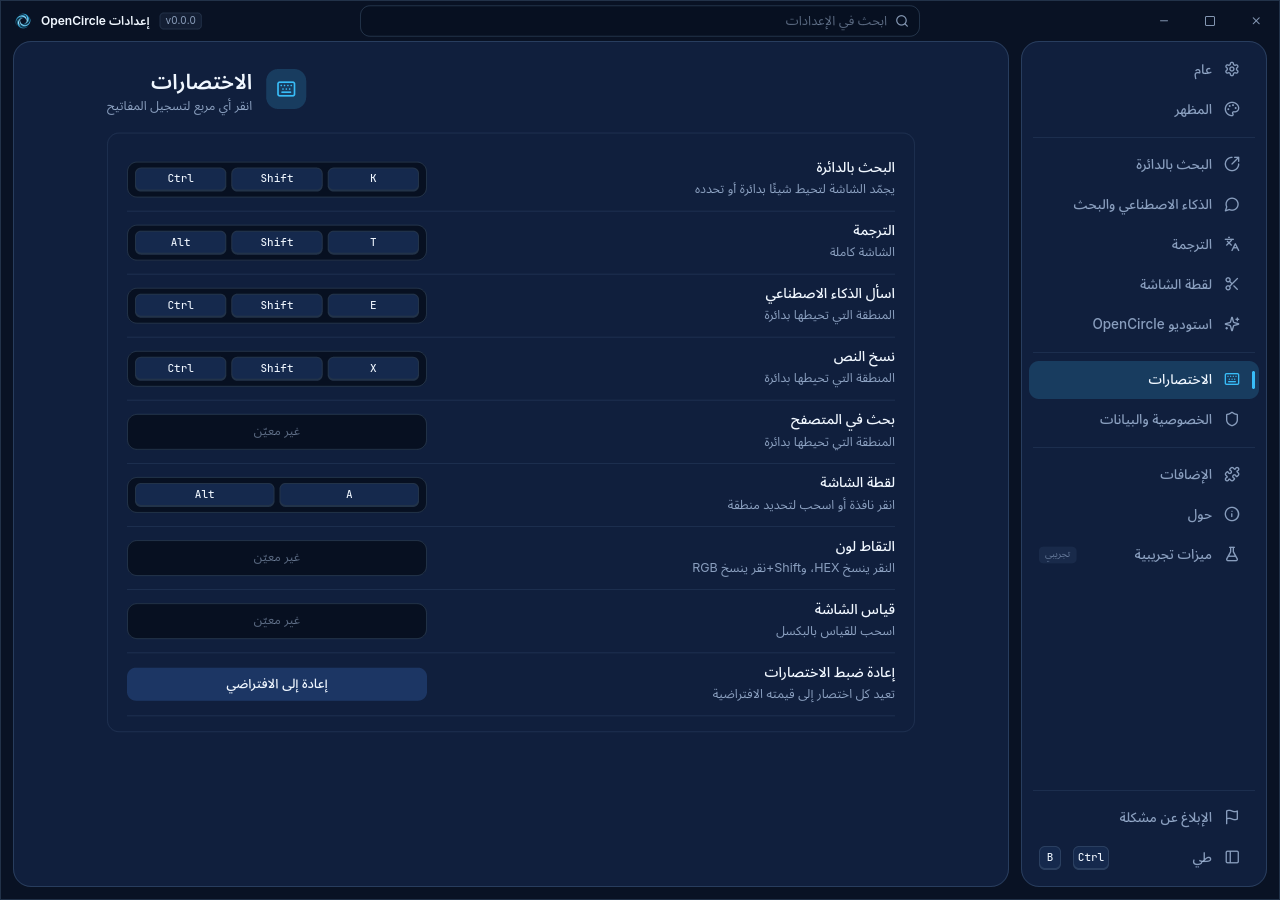 إعدادات OpenCircle
v0.0.0
ابحث في الإعدادات
عام
المظهر
البحث بالدائرة
الذكاء الاصطناعي والبحث
الترجمة
لقطة الشاشة
استوديو OpenCircle
الاختصارات
الخصوصية والبيانات
الإضافات
حول
ميزات تجريبية
تجريبي
الإبلاغ عن مشكلة
طي
Ctrl B
الاختصارات
انقر أي مربع لتسجيل المفاتيح
البحث بالدائرة
يجمّد الشاشة لتحيط شيئًا بدائرة أو تحدده
Ctrl Shift K
الترجمة
الشاشة كاملة
Alt Shift T
اسأل الذكاء الاصطناعي
المنطقة التي تحيطها بدائرة
Ctrl Shift E
نسخ النص
المنطقة التي تحيطها بدائرة
Ctrl Shift X
بحث في المتصفح
المنطقة التي تحيطها بدائرة
غير معيّن
لقطة الشاشة
انقر نافذة أو اسحب لتحديد منطقة
Alt A
التقاط لون
النقر ينسخ HEX، وShift+نقر ينسخ RGB
غير معيّن
قياس الشاشة
اسحب للقياس بالبكسل
غير معيّن
إعادة ضبط الاختصارات
تعيد كل اختصار إلى قيمته الافتراضية
إعادة إلى الافتراضي